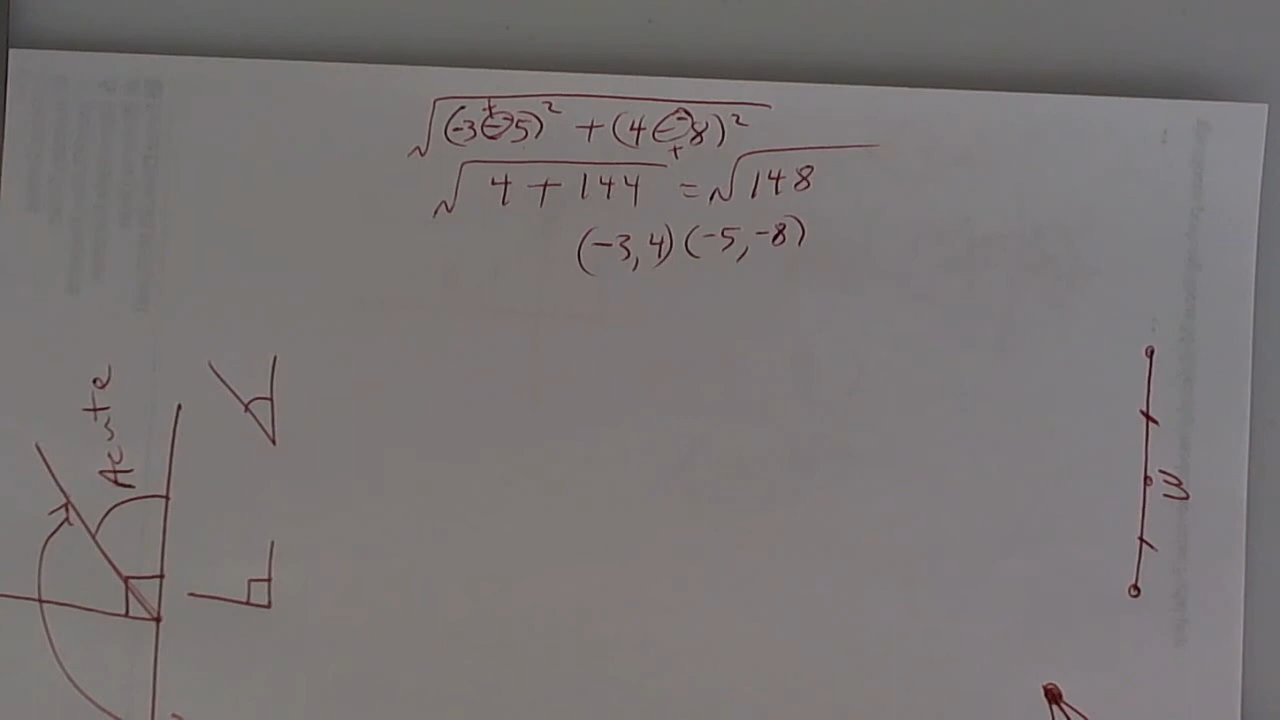 √(-3--5)² + (4--8)²
+
+
√4 + 144 = √148
(-3,4) (-5,-8)
Acute